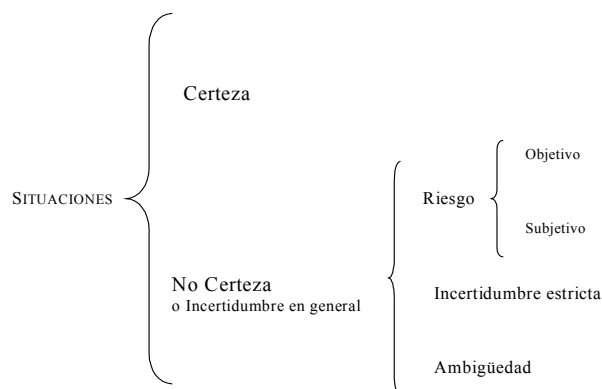 Certeza
Objetivo
SITUACIONES
Riesgo
Subjetivo
No Certeza
o Incertidumbre en general
Incertidumbre estricta
Ambigüedad